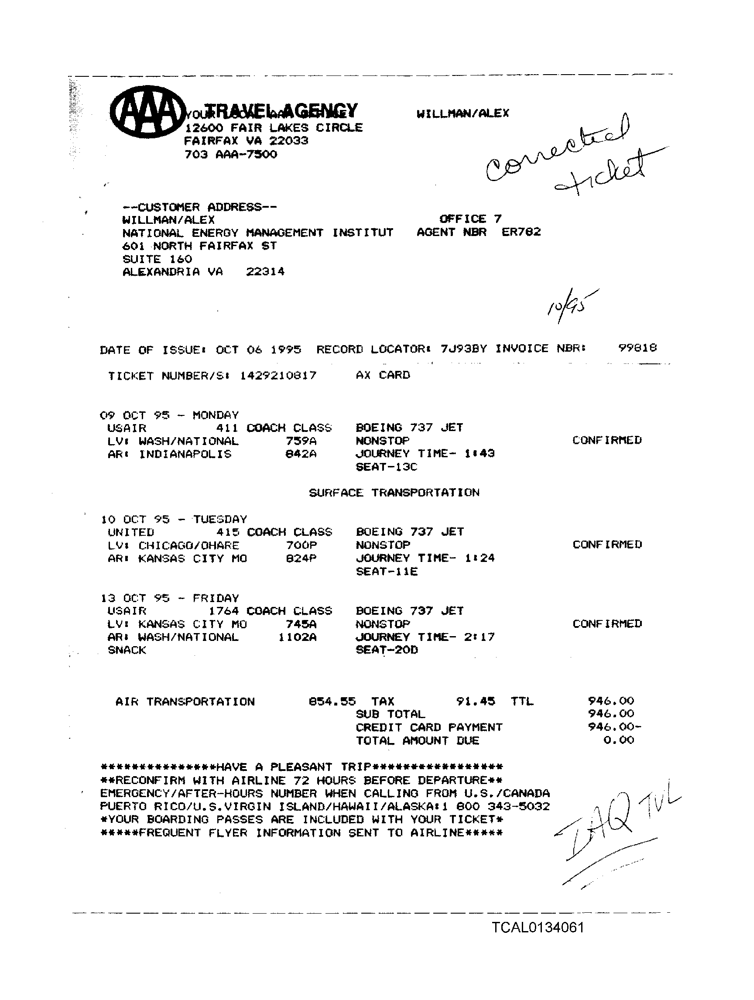 AAA
TRAVEL AGENCY WILLMAN/ALEX
12600 FAIR LAKES CIRCLE
FAIRFAX VA 22033
703 AAA-7500
corrected
ticket
--CUSTOMER ADDRESS--
WILLMAN/ALEX OFFICE 7
NATIONAL ENERGY MANAGEMENT INSTITUT AGENT NBR ER782
601 NORTH FAIRFAX ST
SUITE 160
ALEXANDRIA VA 22314
10/95
DATE OF ISSUE: OCT 06 1995 RECORD LOCATOR: 7J93BY INVOICE NBR: 99818
TICKET NUMBER/S: 1429210817 AX CARD
09 OCT 95 - MONDAY
USAIR 411 COACH CLASS BOEING 737 JET
LV: WASH/NATIONAL 759A NONSTOP CONFIRMED
AR: INDIANAPOLIS 842A JOURNEY TIME- 1:43
SEAT-13C
SURFACE TRANSPORTATION
10 OCT 95 - TUESDAY
UNITED 415 COACH CLASS BOEING 737 JET
LV: CHICAGO/OHARE 700P NONSTOP CONFIRMED
AR: KANSAS CITY MO 824P JOURNEY TIME- 1:24
SEAT-11E
13 OCT 95 - FRIDAY
USAIR 1764 COACH CLASS BOEING 737 JET
LV: KANSAS CITY MO 745A NONSTOP CONFIRMED
AR: WASH/NATIONAL 1102A JOURNEY TIME- 2:17
SNACK SEAT-20D
AIR TRANSPORTATION 854.55 TAX 91.45 TTL 946.00
SUB TOTAL 946.00
CREDIT CARD PAYMENT 946.00-
TOTAL AMOUNT DUE 0.00
***************HAVE A PLEASANT TRIP*****************
**RECONFIRM WITH AIRLINE 72 HOURS BEFORE DEPARTURE**
EMERGENCY/AFTER-HOURS NUMBER WHEN CALLING FROM U.S./CANADA
PUERTO RICO/U.S.VIRGIN ISLAND/HAWAII/ALASKA:1 800 343-5032
*YOUR BOARDING PASSES ARE INCLUDED WITH YOUR TICKET*
*****FREQUENT FLYER INFORMATION SENT TO AIRLINE*****
IAQ TVL
TCAL0134061